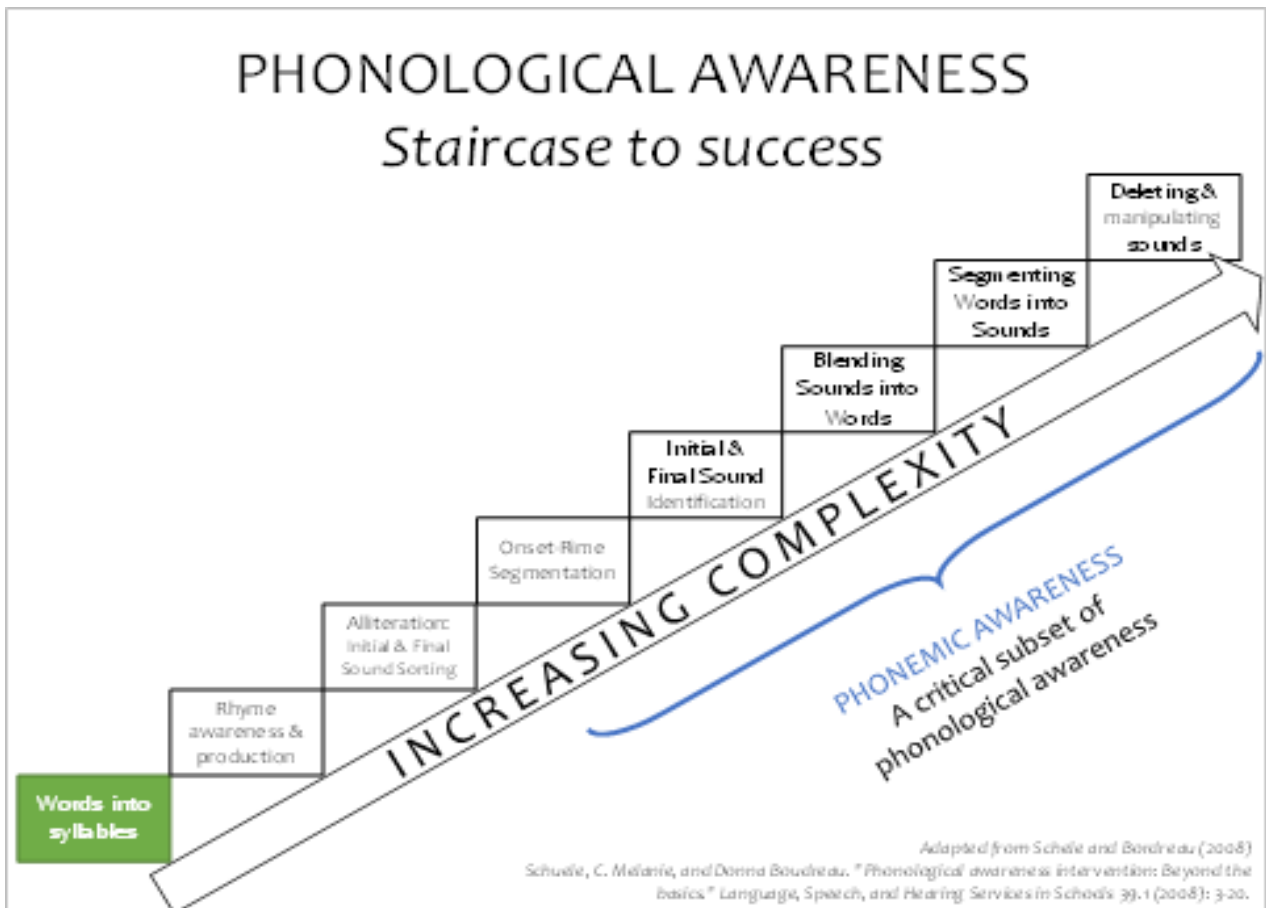 PHONOLOGICAL AWARENESS
Staircase to success
Deleting &
manipulating
sounds
Segmenting
Words into
Sounds
Blending
Sounds into
Words
Initial &
Final Sound
Identification
Onset-Rime
Segmentation
Alliteration:
Initial & Final
Sound Sorting
Rhyme
awareness &
production
Words into
syllables
INCREASING COMPLEXITY
PHONEMIC AWARENESS
A critical subset of
phonological awareness
Adapted from Schele and Bordreau (2008)
Schuele, C. Melanie, and Donna Boudreau. "Phonological awareness intervention: Beyond the
basics." Language, Speech, and Hearing Services in Schools 39.1 (2008): 3-20.